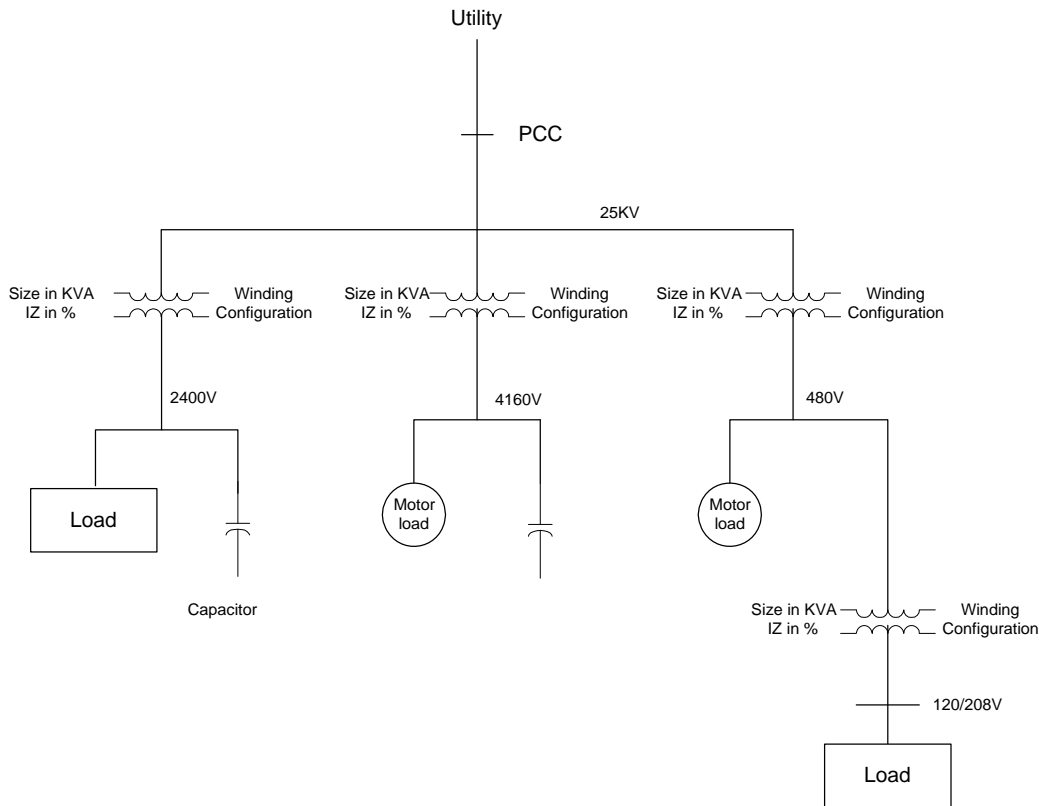 Utility
PCC
25KV
Size in KVA
IZ in %
Winding
Configuration
Size in KVA
IZ in %
Winding
Configuration
Size in KVA
IZ in %
Winding
Configuration
2400V
4160V
480V
Load
Motor
load
Motor
load
Capacitor
Size in KVA
IZ in %
Winding
Configuration
120/208V
Load